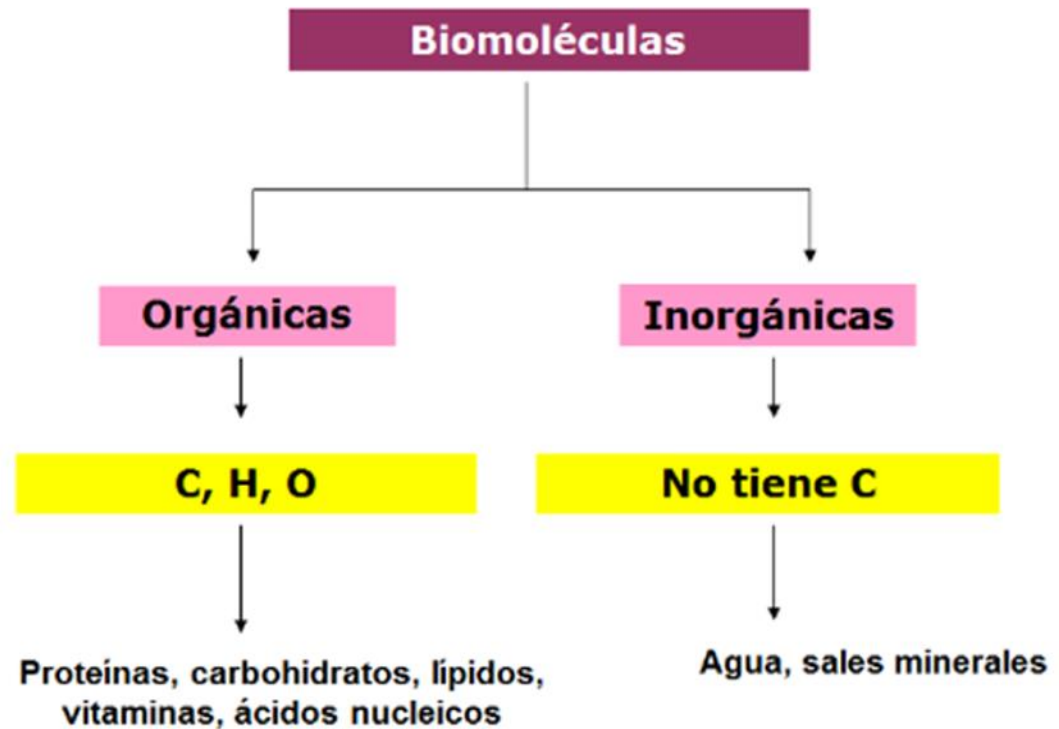 Biomoléculas
Orgánicas
Inorgánicas
C, H, O
No tiene C
Proteínas, carbohidratos, lípidos,
vitaminas, ácidos nucleicos
Agua, sales minerales